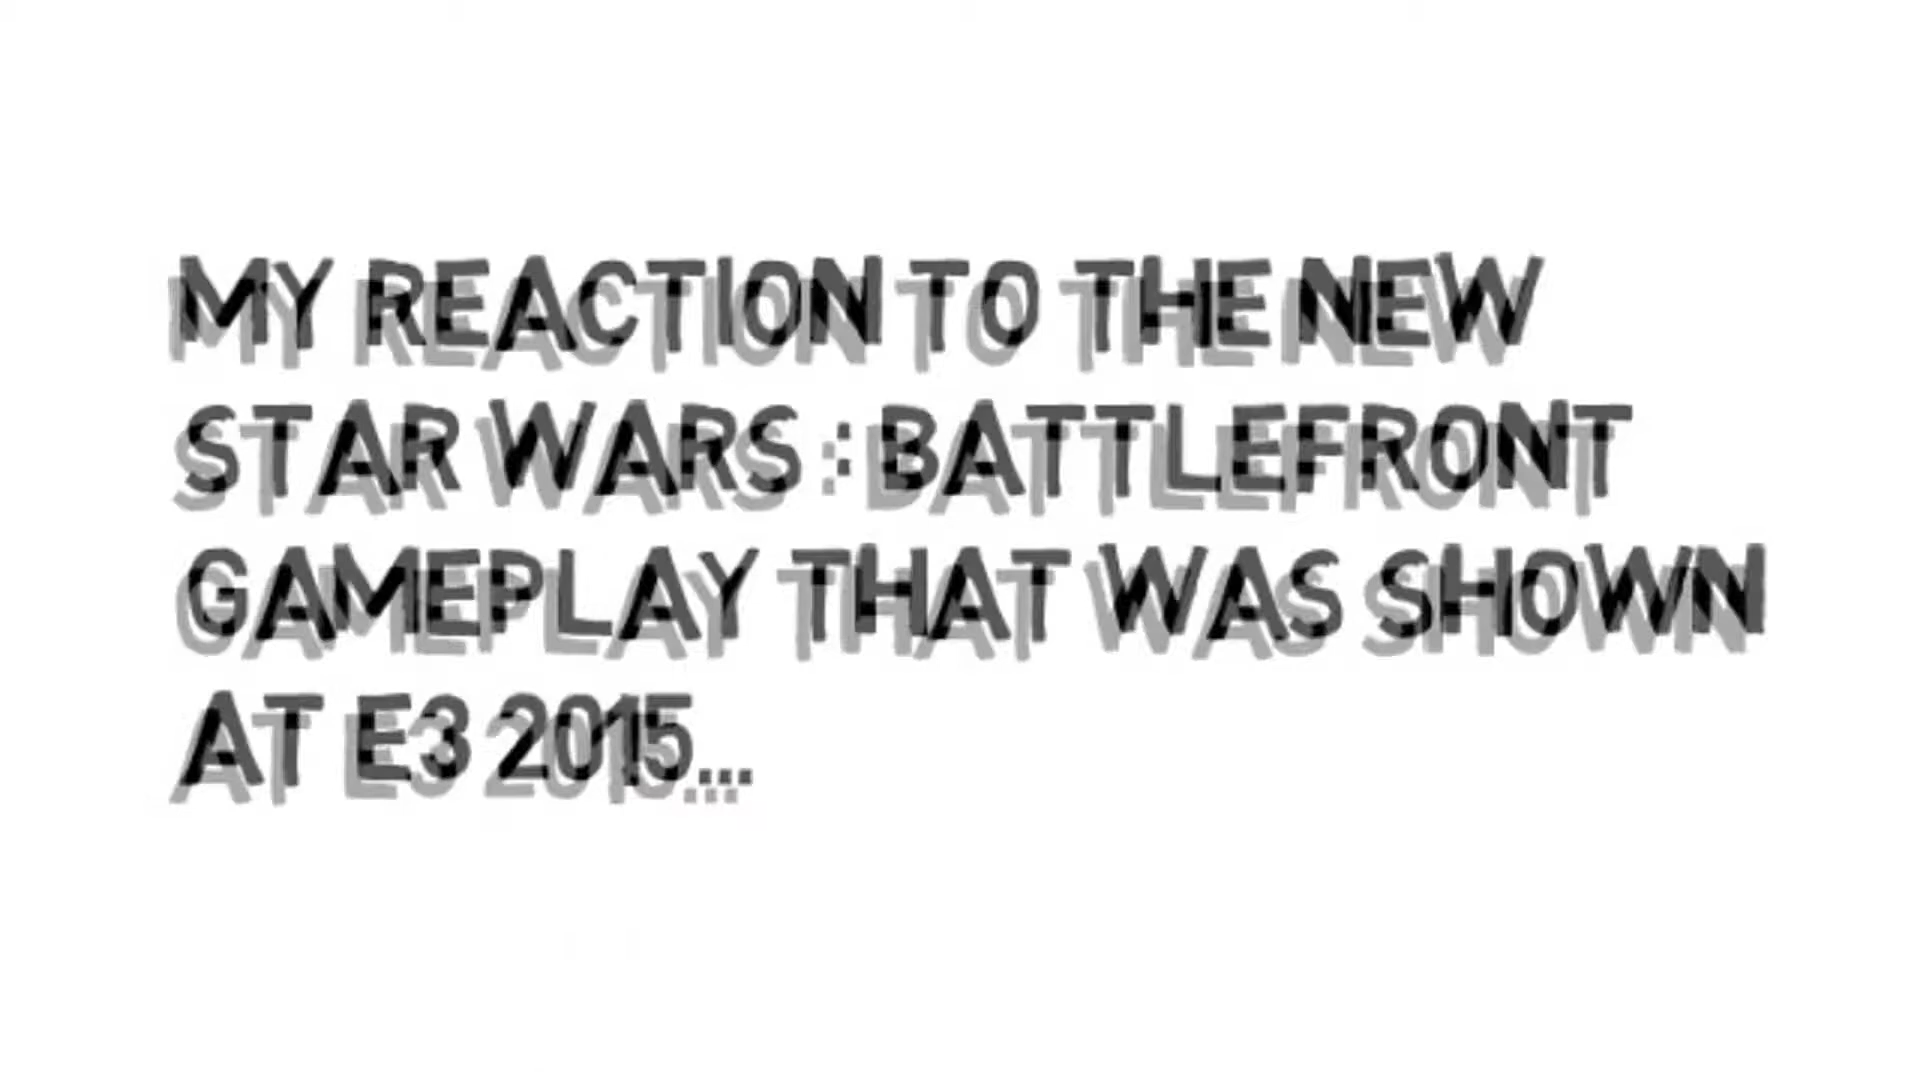 MY REACTION TO THE NEW
STAR WARS : BATTLEFRONT
GAMEPLAY THAT WAS SHOWN
AT E3 2015...